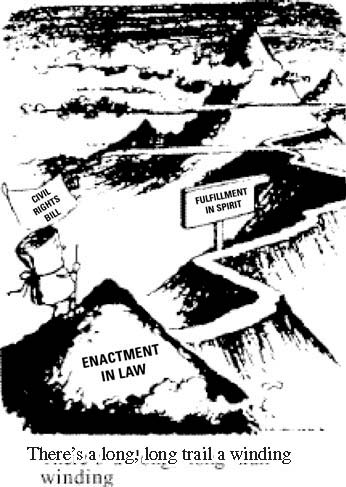 CIVIL
RIGHTS
BILL
FULFILLMENT
IN SPIRIT
ENACTMENT
IN LAW
There's a long, long trail a winding
winding